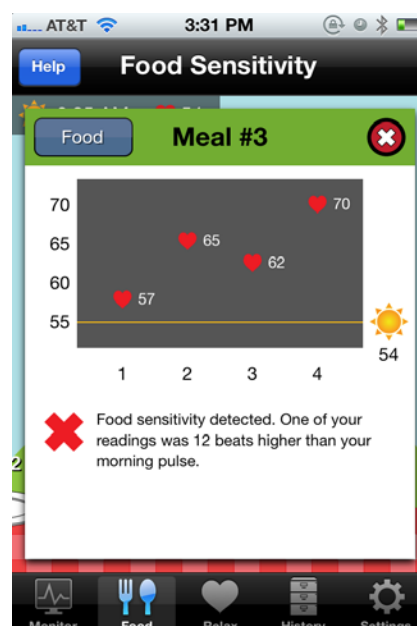 AT&T 3:31 PM
Help Food Sensitivity
Food Meal #3
70 70
65 65
62
60
57
55
54
1 2 3 4
Food sensitivity detected. One of your
readings was 12 beats higher than your
morning pulse.
2
Monitor Food Relax History Settings